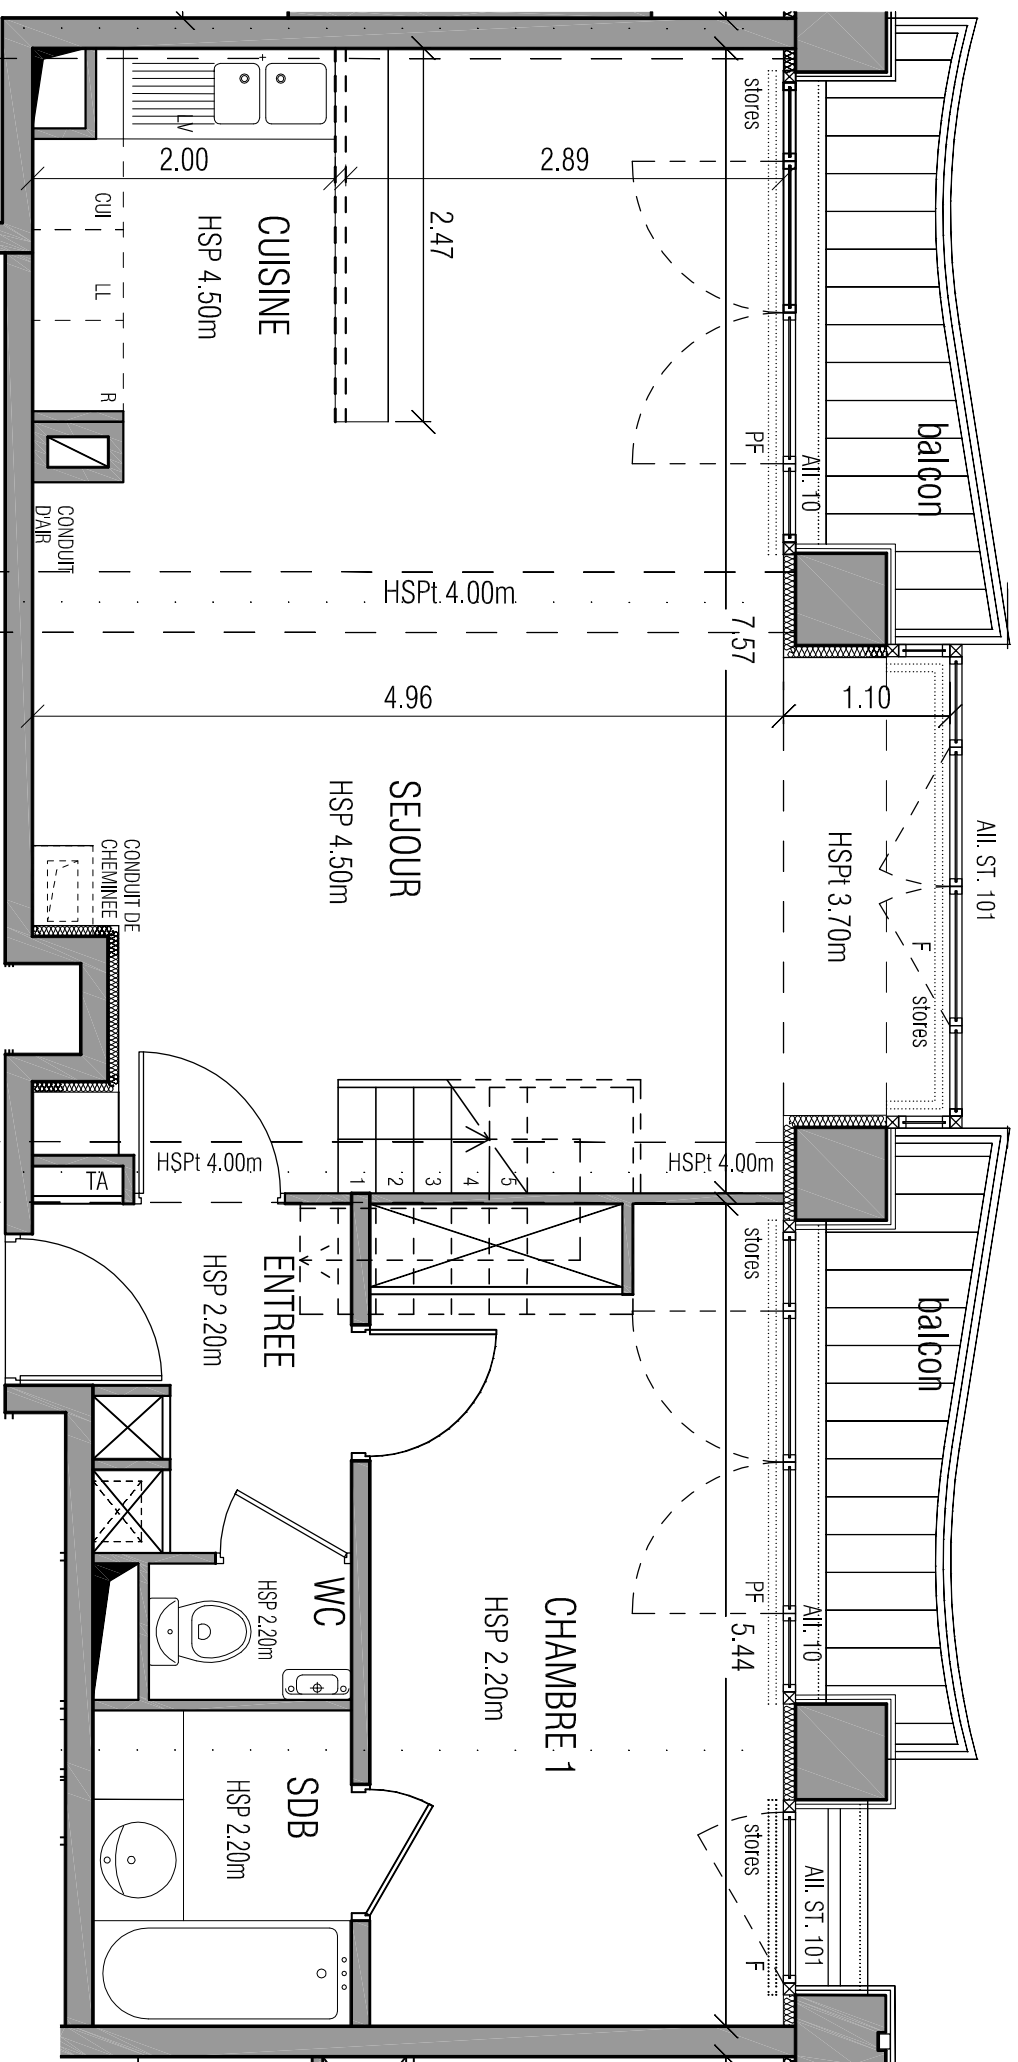 stores
LV
2.00
2.89
2.47
CUI
CUISINE
HSP 4.50m
LL
R
PF
All. 10
balcon
CONDUIT
D'AIR
HSPt 4.00m
7.57
4.96
1.10
SEJOUR
HSP 4.50m
HSPt 3.70m
All. ST. 101
F
stores
CONDUIT DE
CHEMINEE
TA
HSPt 4.00m
HSPt 4.00m
1
2
3
4
5
ENTREE
HSP 2.20m
stores
balcon
PF
All. 10
5.44
WC
HSP 2.20m
CHAMBRE 1
HSP 2.20m
SDB
HSP 2.20m
stores
F
All. ST. 101